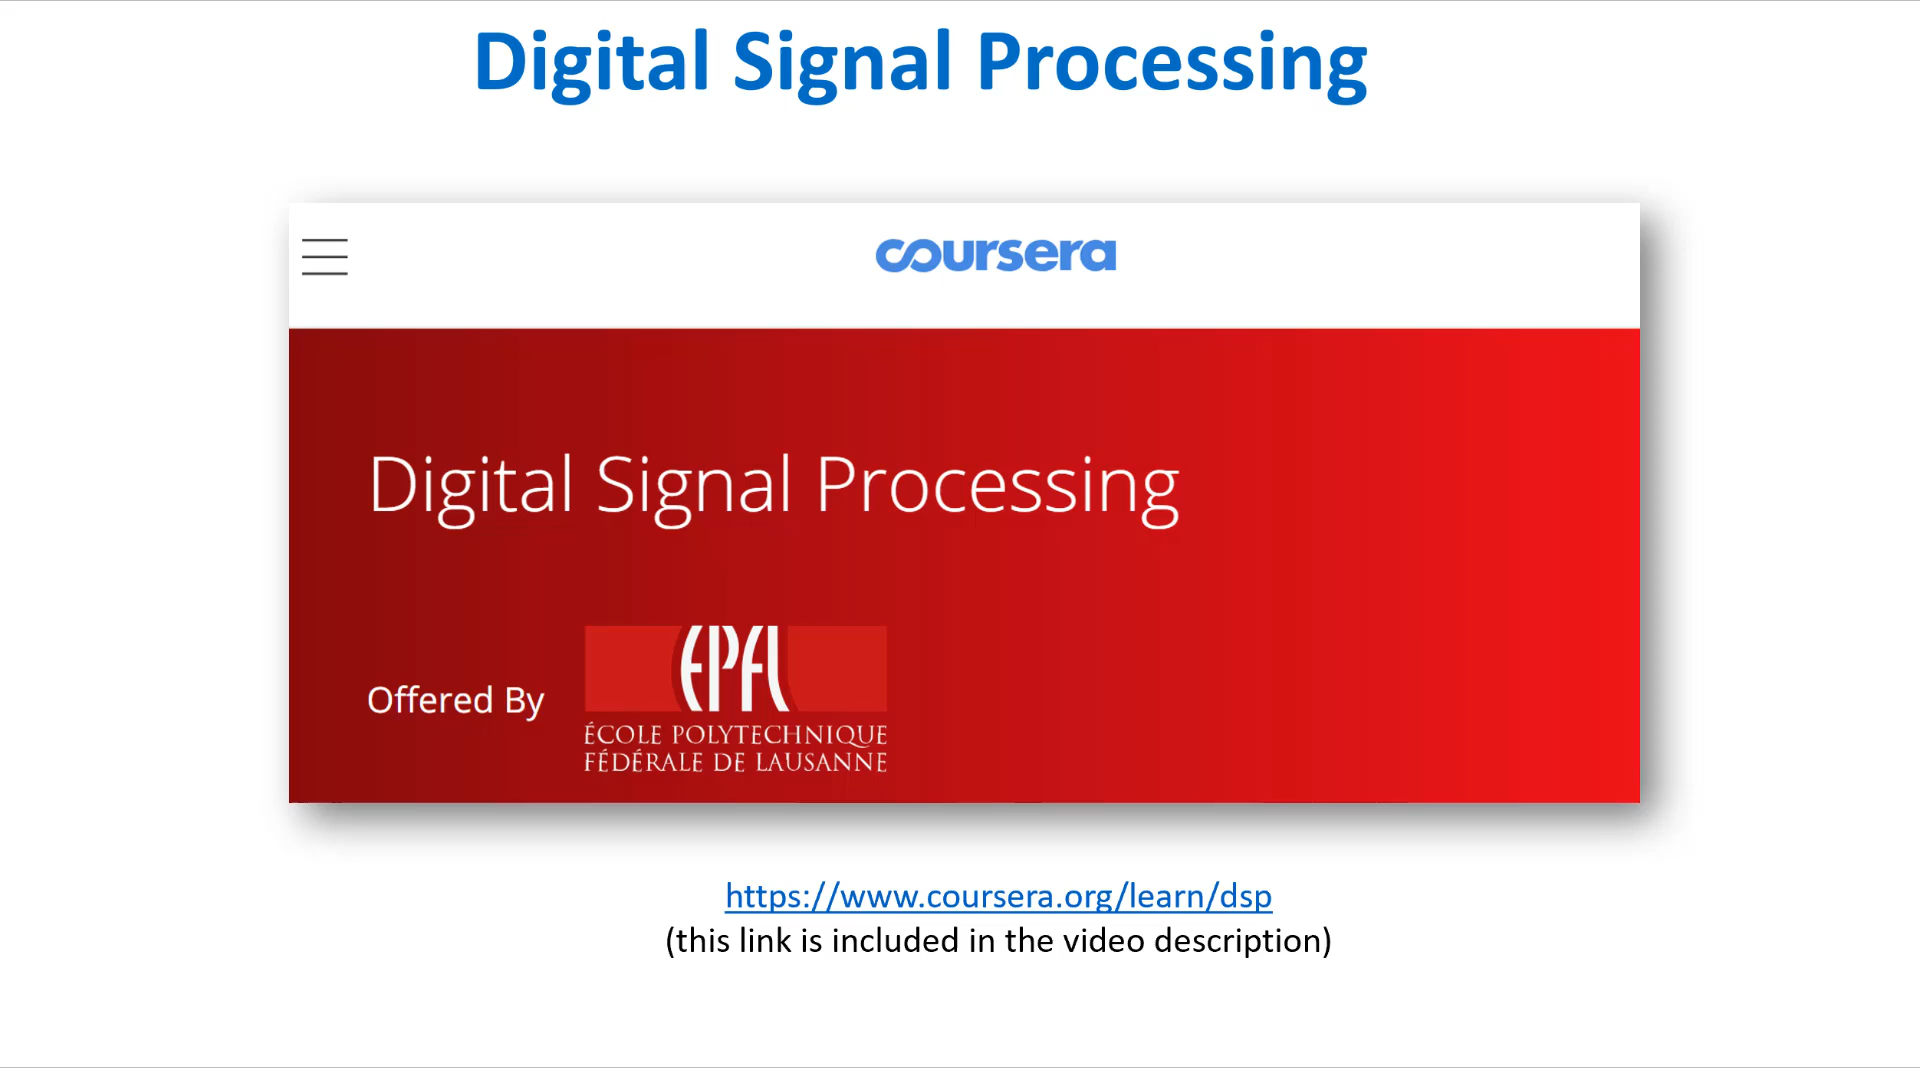 Digital Signal Processing
coursera
Digital Signal Processing
Offered By
EPFL
ÉCOLE POLYTECHNIQUE
FÉDÉRALE DE LAUSANNE
https://www.coursera.org/learn/dsp
(this link is included in the video description)